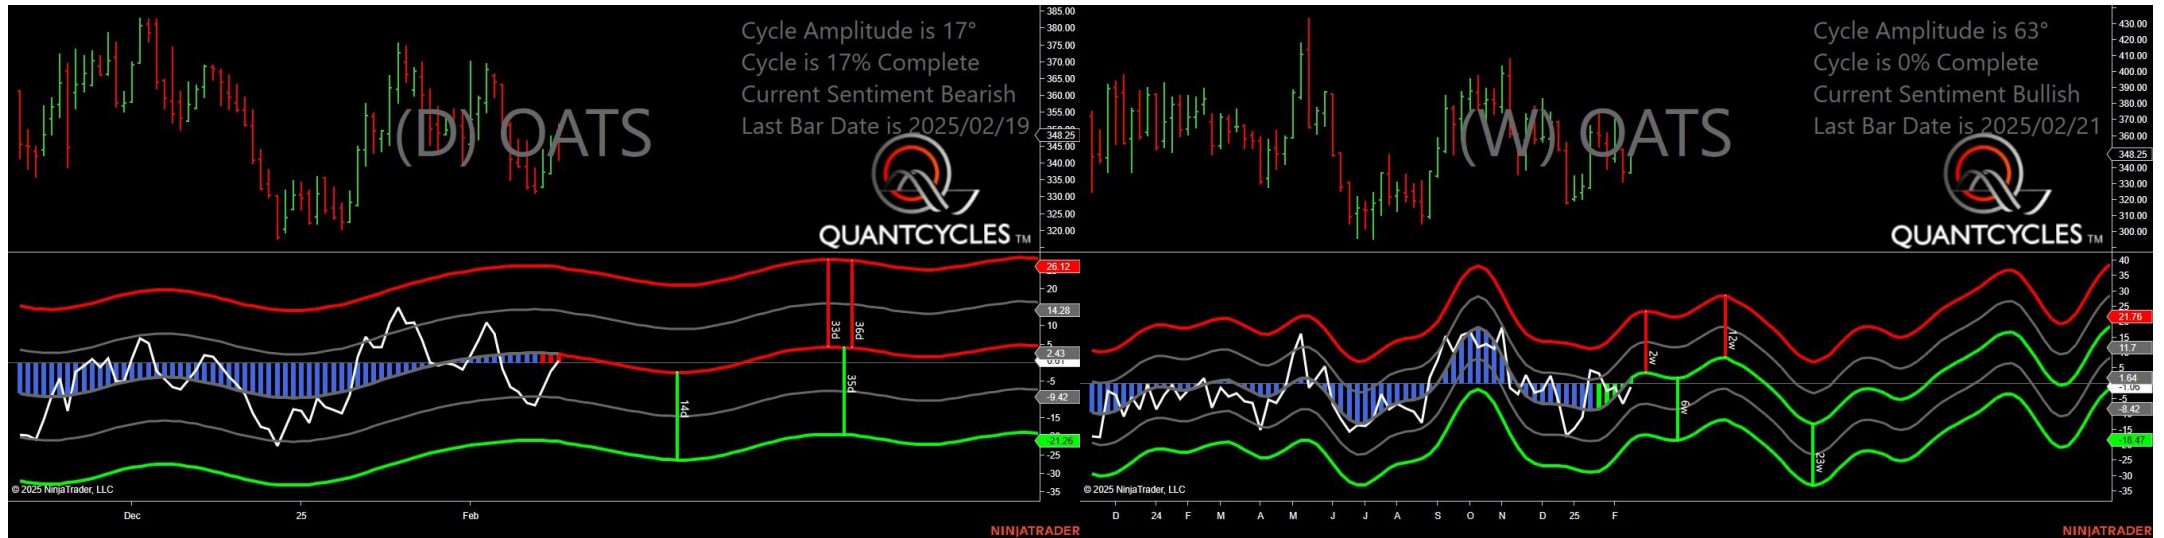 385.00
380.00
375.00
370.00
365.00
360.00
355.00
348.25
345.00
340.00
335.00
330.00
325.00
320.00
Cycle Amplitude is 17°
Cycle is 17% Complete
Current Sentiment Bearish
Last Bar Date is 2025/02/19
(D) OATS
QUANTCYCLES TM
26.12
20
14.28
10
5
2.43
-5
-9.42
-15
-21.26
-25
-30
-35
33d
36d
35d
14d
© 2025 NinjaTrader, LLC
Dec
25
Feb
NINJATRADER
430.00
420.00
410.00
400.00
390.00
380.00
370.00
360.00
348.25
340.00
330.00
320.00
310.00
300.00
Cycle Amplitude is 63°
Cycle is 0% Complete
Current Sentiment Bullish
Last Bar Date is 2025/02/21
(W) OATS
QUANTCYCLES TM
40
35
30
25
21.76
15
11.7
5
1.64
-1.06
-5
-8.42
-15
-18.47
-25
-30
-35
2w
12w
6w
23w
© 2025 NinjaTrader, LLC
D 24 F M A M J J A S O N D 25 F
NINJATRADER